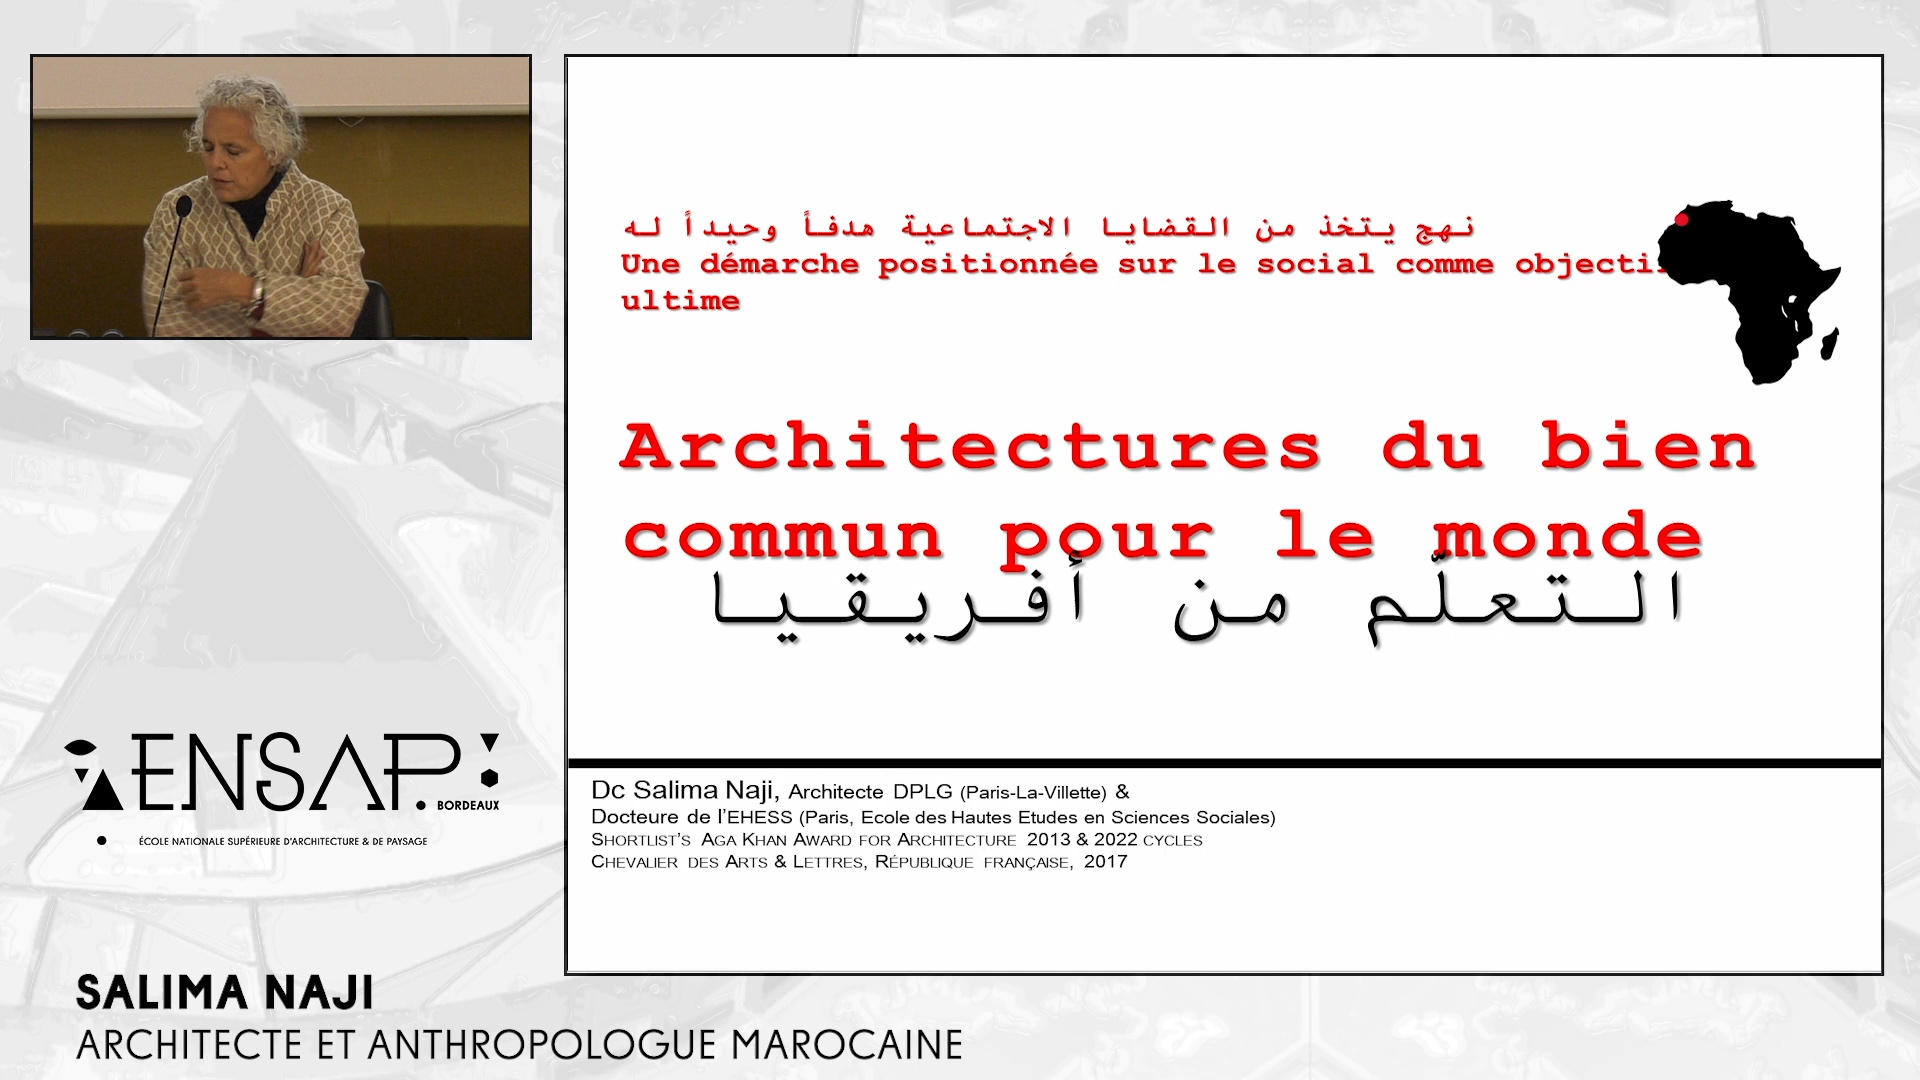 نهج يتخذ من القضايا الاجتماعية هدفاً وحيداً له
Une démarche positionnée sur le social comme
ultime
Architectures du bien
commun pour le monde
التعلّم من أفريقيا
Dc Salima Naji, Architecte DPLG (Paris-La-Villette) &
Docteure de l'EHESS (Paris, Ecole des Hautes Etudes en Sciences Sociales)
SHORTLIST'S AGA KHAN AWARD FOR ARCHITECTURE 2013 & 2022 CYCLES
CHEVALIER DES ARTS & LETTRES, RÉPUBLIQUE FRANÇAISE, 2017
ENSAP.
BORDEAUX
ÉCOLE NATIONALE SUPÉRIEURE D'ARCHITECTURE & DE PAYSAGE
SALIMA NAJI
ARCHITECTE ET ANTHROPOLOGUE MAROCAINE